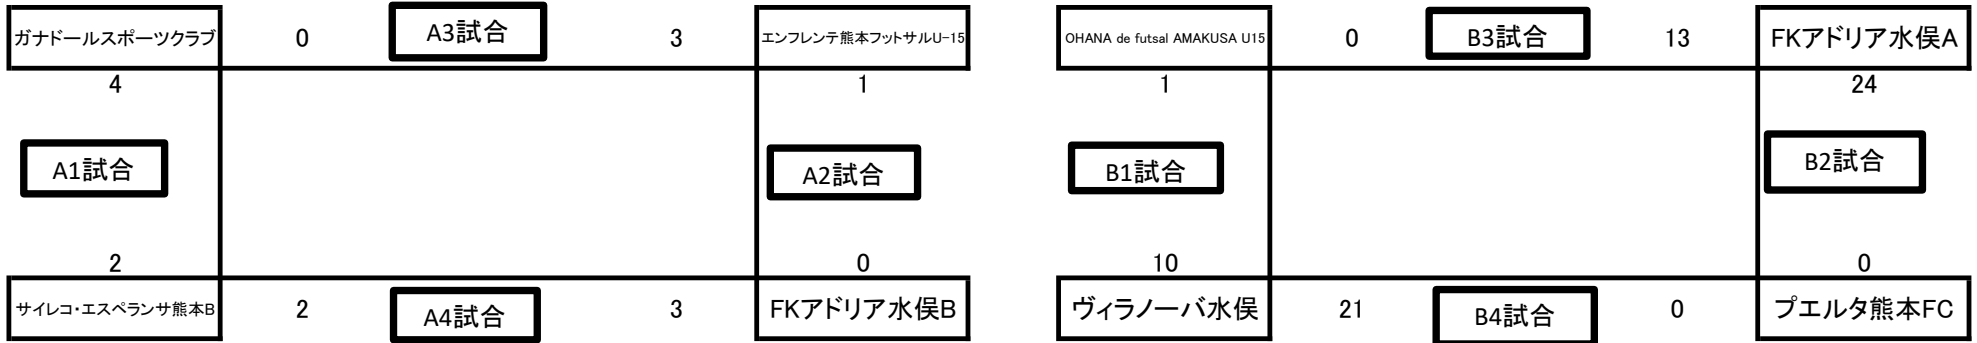 ガナドールスポーツクラブ 0 A3試合 3 エンフレンテ熊本フットサルU-15 OHANA de futsal AMAKUSA U15 0 B3試合 13 FKアドリア水俣A
4 1 1 24
A1試合 A2試合 B1試合 B2試合
2 0 10 0
サイレコ・エスペランサ熊本B 2 A4試合 3 FKアドリア水俣B ヴィラノーバ水俣 21 B4試合 0 プエルタ熊本FC